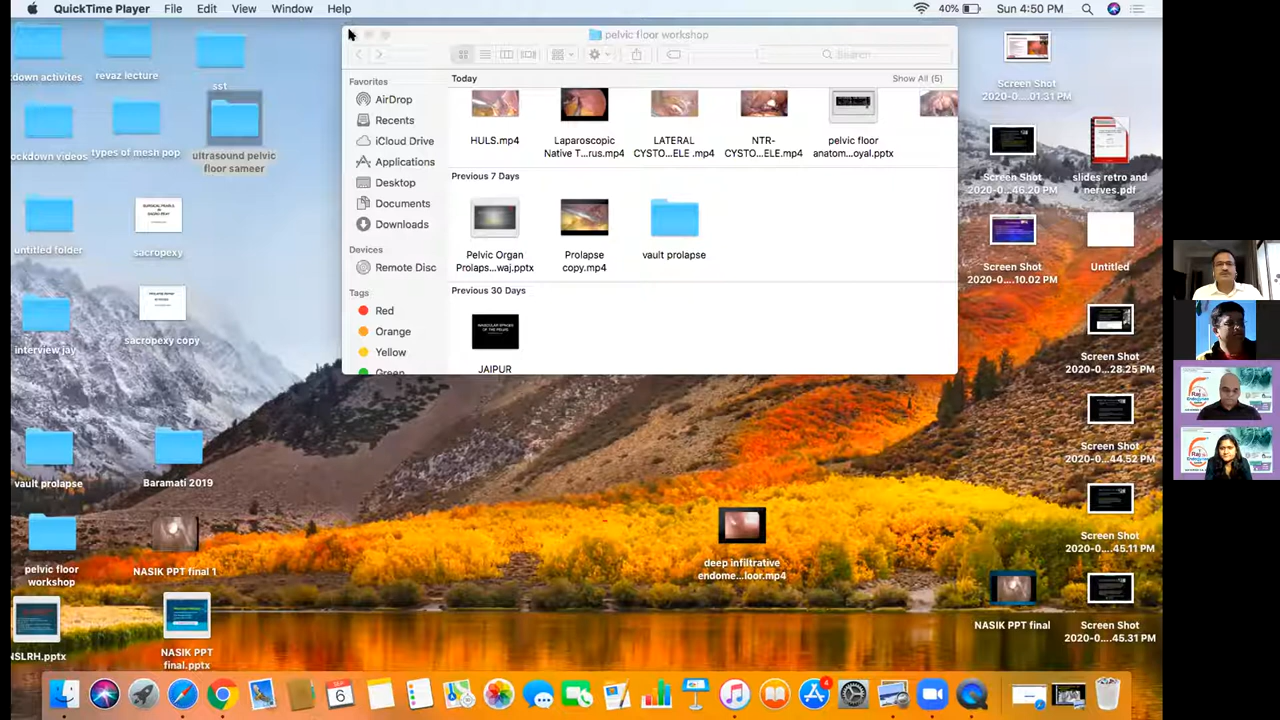 QuickTime Player File Edit View Window Help
40% Sun 4:50 PM
pelvic floor workshop
Search
Favorites
AirDrop
Recents
iCloud Drive
Applications
Desktop
Documents
Downloads
Devices
Remote Disc
Tags
Red
Orange
Yellow
Green
Today
Show All (5)
HULS.mp4
Laparoscopic
Native T...rus.mp4
LATERAL
CYSTO...ELE .mp4
NTR-
CYSTO...ELE.mp4
pelvic floor
anatom...oyal.pptx
Previous 7 Days
Pelvic Organ
Prolaps...waj.pptx
Prolapse
copy.mp4
vault prolapse
Previous 30 Days
JAIPUR
ckdown activites
revaz lecture
sst
ockdown videos
types of mesh pop
ultrasound pelvic
floor sameer
untitled folder
sacropexy
interview jay
sacropexy copy
vault prolapse
Baramati 2019
pelvic floor
workshop
NASIK PPT final 1
NSLRH.pptx
NASIK PPT
final.pptx
deep infiltrative
endome...loor.mp4
Screen Shot
2020-0....01.31 PM
Screen Shot
2020-0...46.20 PM
slides retro and
nerves.pdf
Screen Shot
2020-0...10.02 PM
Untitled
Screen Shot
2020-0...28.25 PM
Screen Shot
2020-0...44.52 PM
Screen Shot
2020-0...45.11 PM
NASIK PPT final
Screen Shot
2020-0...45.31 PM
SEP
6
4